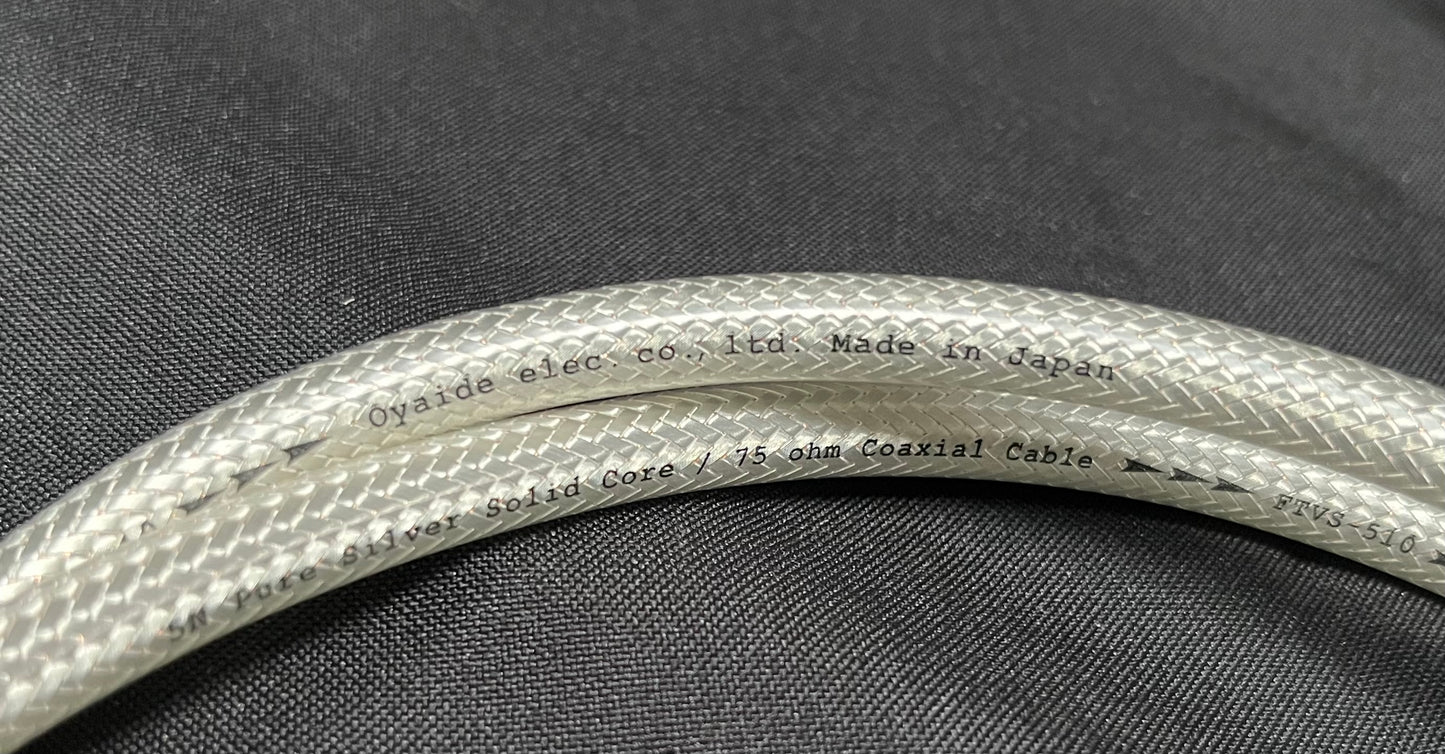 Oyaide elec. co., ltd. Made in Japan
5N Pure Silver Solid Core / 75 ohm Coaxial Cable
FTVS-510